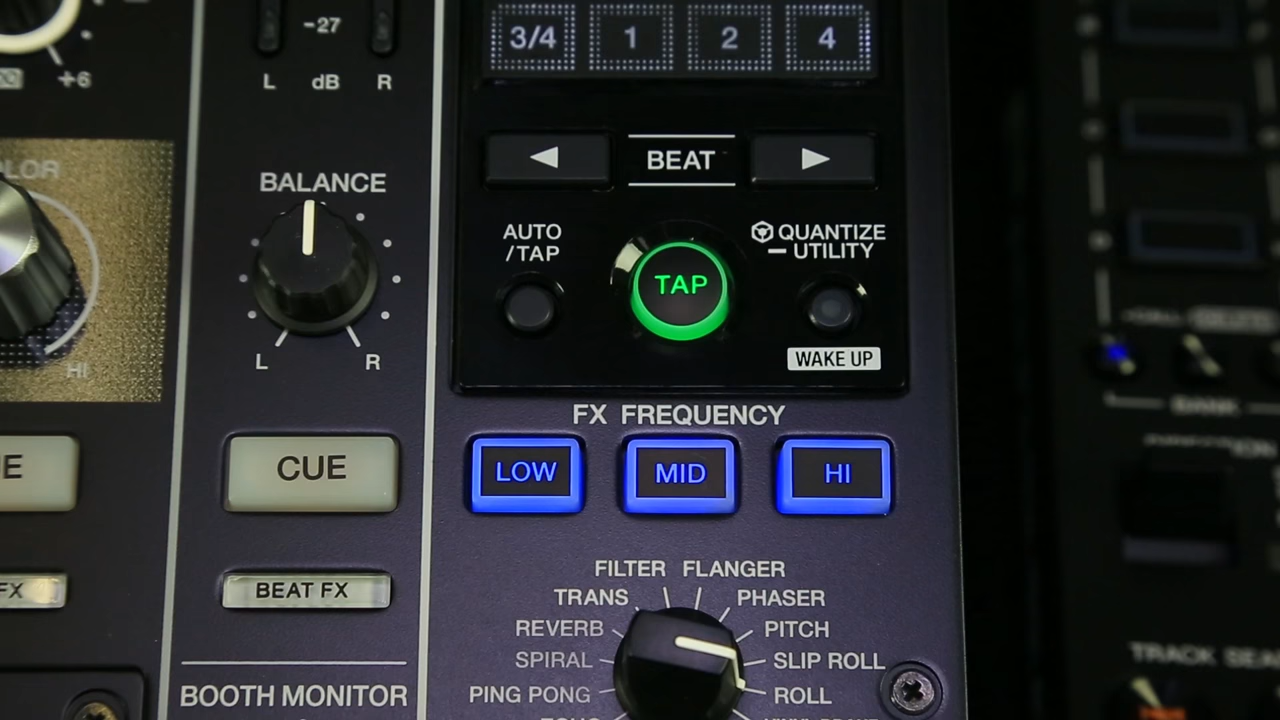 +6
-27
L dB R
3/4 1 2 4
BEAT
BALANCE
L R
AUTO
/TAP
TAP
QUANTIZE
— UTILITY
WAKE UP
HI
FX FREQUENCY
LOW MID HI
CUE
BEAT FX
FX
FILTER FLANGER
TRANS PHASER
REVERB PITCH
SPIRAL SLIP ROLL
PING PONG ROLL
BOOTH MONITOR
BANK
TRACK